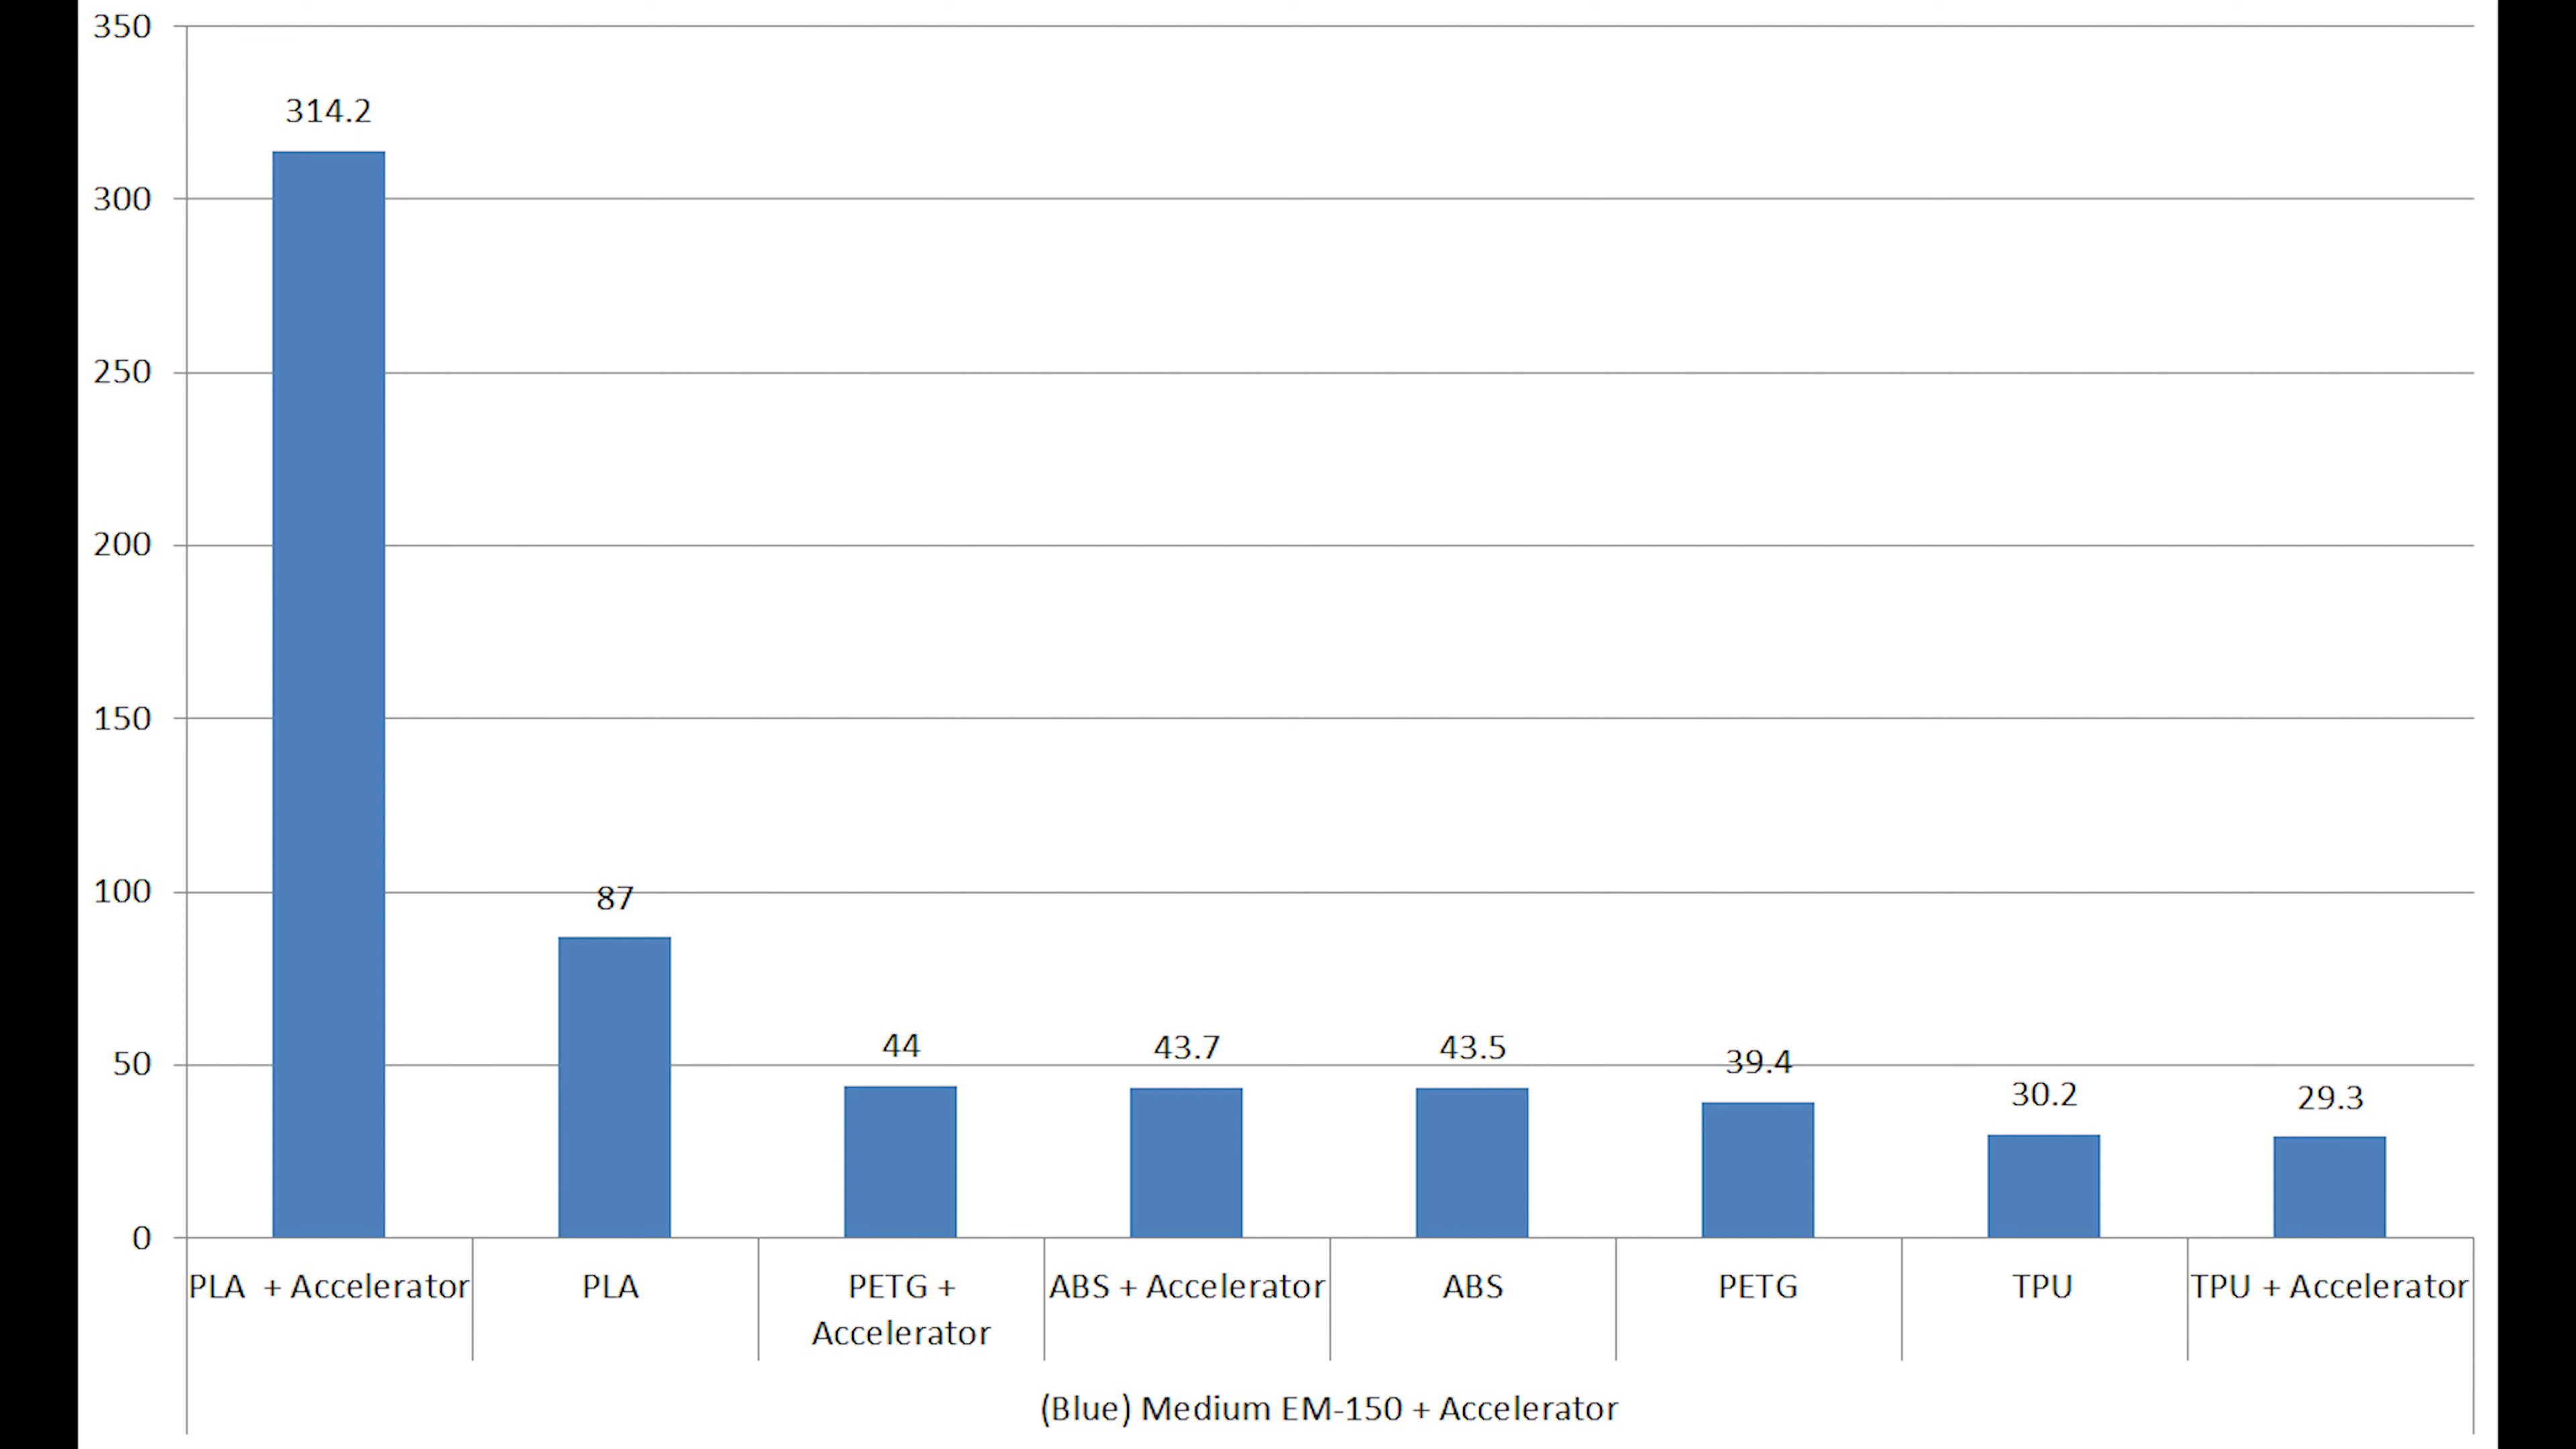 350
314.2
300
250
200
150
100
87
50
44
43.7
43.5
39.4
30.2
29.3
0
PLA + Accelerator
PLA
PETG +
Accelerator
ABS + Accelerator
ABS
PETG
TPU
TPU + Accelerator
(Blue) Medium EM-150 + Accelerator